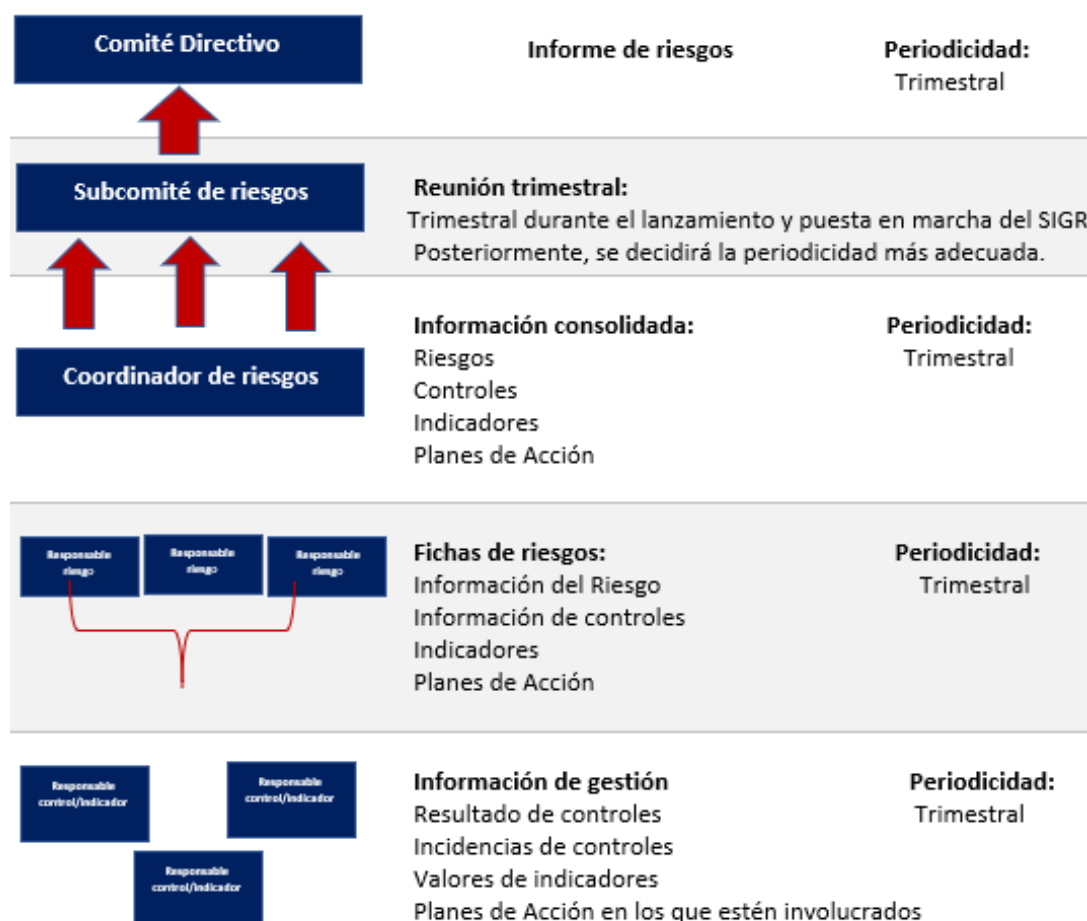 Comité Directivo
Informe de riesgos
Periodicidad:
Trimestral
Subcomité de riesgos
Reunión trimestral:
Trimestral durante el lanzamiento y puesta en marcha del SIGR
Posteriormente, se decidirá la periodicidad más adecuada.
Coordinador de riesgos
Información consolidada:
Riesgos
Controles
Indicadores
Planes de Acción
Periodicidad:
Trimestral
Responsable
riesgo
Responsable
riesgo
Responsable
riesgo
Fichas de riesgos:
Información del Riesgo
Información de controles
Indicadores
Planes de Acción
Periodicidad:
Trimestral
Responsable
control/Indicador
Responsable
control/Indicador
Responsable
control/Indicador
Información de gestión
Resultado de controles
Incidencias de controles
Valores de indicadores
Planes de Acción en los que estén involucrados
Periodicidad:
Trimestral